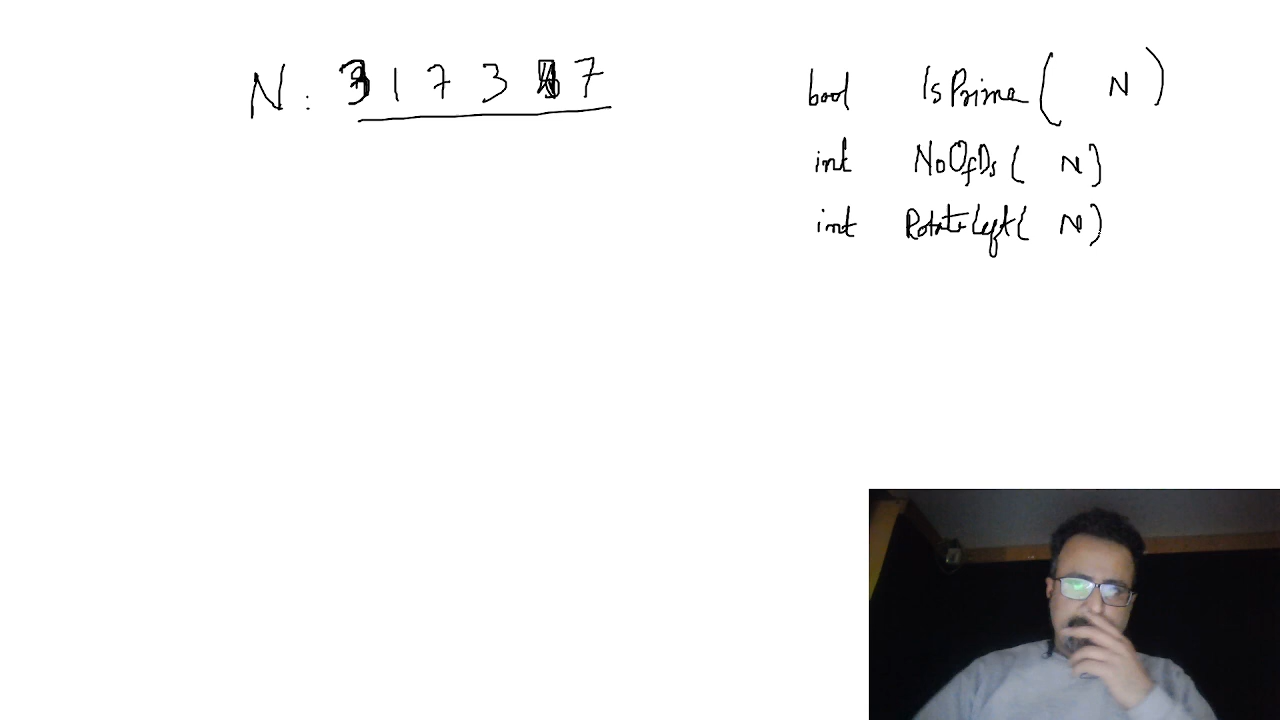 N: 3 1 7 3 7
bool IsPrime( N )
int NoOfDs( N )
int RotateLeft( N )